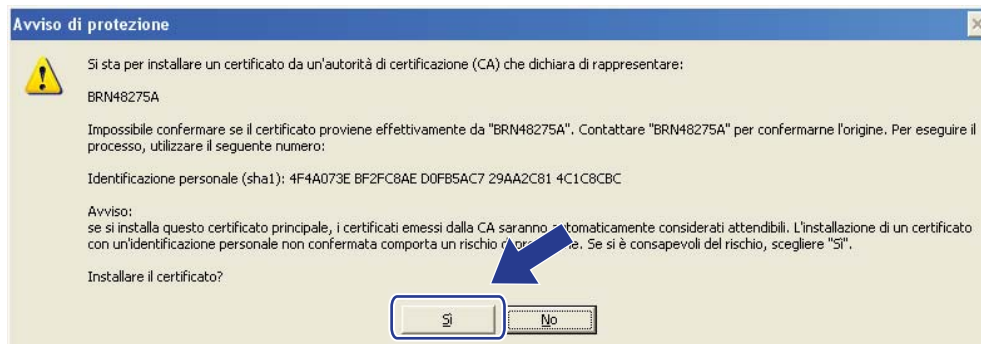 Avviso di protezione
Si sta per installare un certificato da un'autorità di certificazione (CA) che dichiara di rappresentare:
BRN48275A
Impossibile confermare se il certificato proviene effettivamente da "BRN48275A". Contattare "BRN48275A" per confermarne l'origine. Per eseguire il
processo, utilizzare il seguente numero:
Identificazione personale (sha1): 4F4A073E BF2FC8AE D0FB5AC7 29AA2C81 4C1C8CBC
Avviso:
se si installa questo certificato principale, i certificati emessi dalla CA saranno automaticamente considerati attendibili. L'installazione di un certificato
con un'identificazione personale non confermata comporta un rischio di protezione. Se si è consapevoli del rischio, scegliere "Sì".
Installare il certificato?
Sì
No